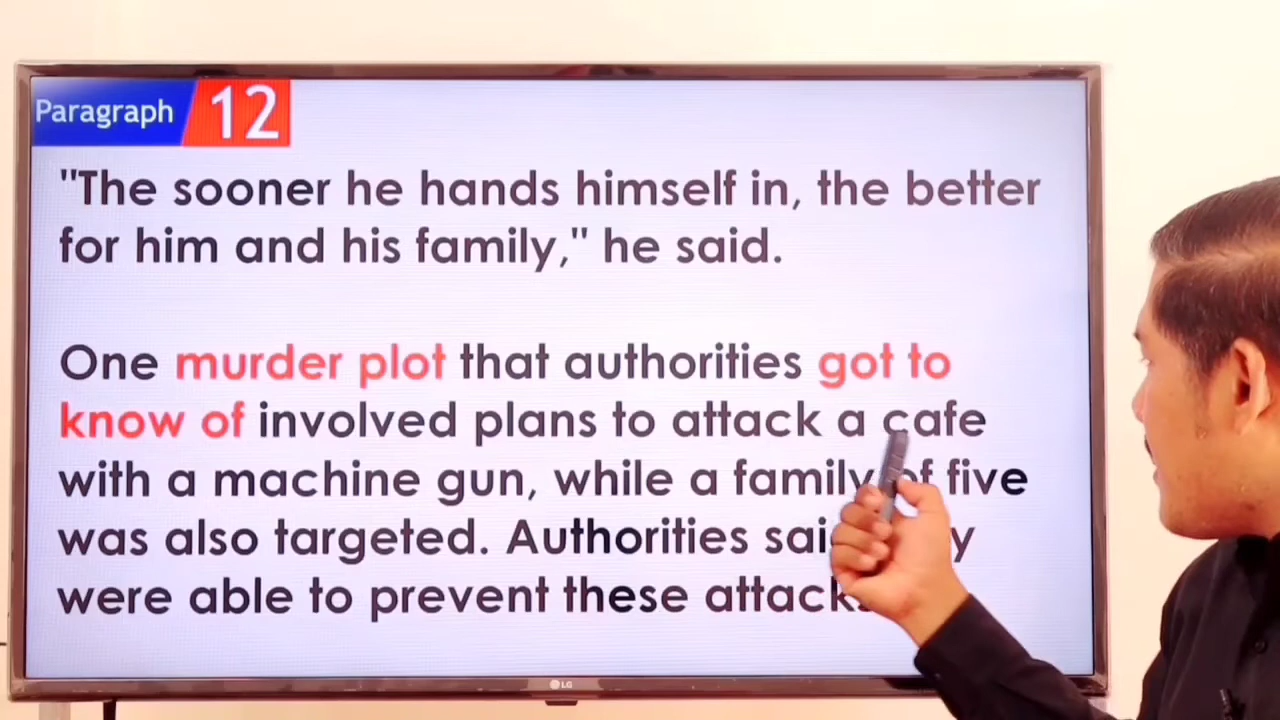 Paragraph 12
"The sooner he hands himself in, the better
for him and his family," he said.
One murder plot that authorities got to
know of involved plans to attack a cafe
with a machine gun, while a family of five
was also targeted. Authorities
were able to prevent these attacks
LG